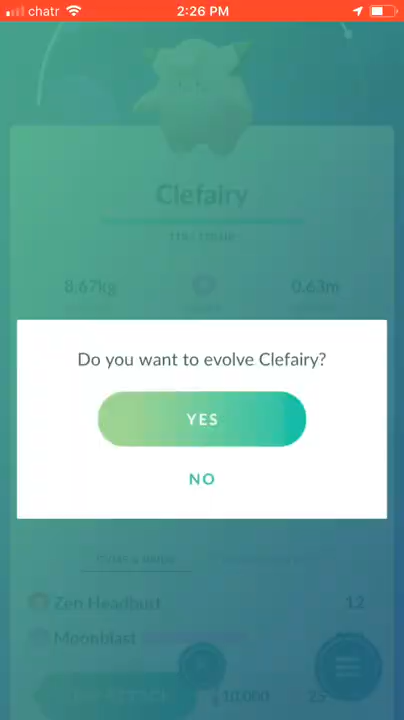 chatr 2:26 PM
Clefairy
8.67kg 0.63m
Do you want to evolve Clefairy?
YES
NO
Zen Headbutt 12
Moonblast
10,000